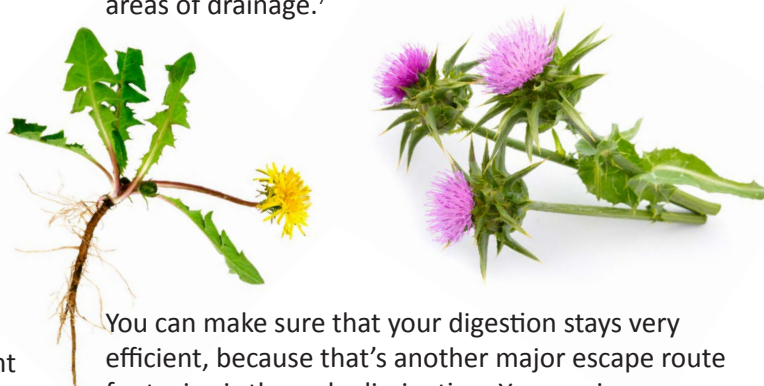 areas of drainage.’
You can make sure that your digestion stays very
nt
efficient, because that’s another major escape route